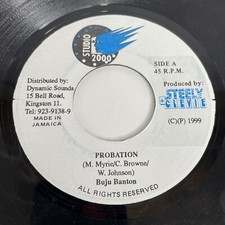 STUDIO
2000
Distributed by:
Dynamic Sounds
15 Bell Road,
Kingston 11.
Tel: 923-9138-9
MADE IN
JAMAICA
SIDE A
45 R.P.M.
Produced by:
STEELY
& CLEVIE
(C)(P) 1999
PROBATION
(M. Myrie/C. Browne/
W. Johnson)
Buju Banton
ALL RIGHTS RESERVED